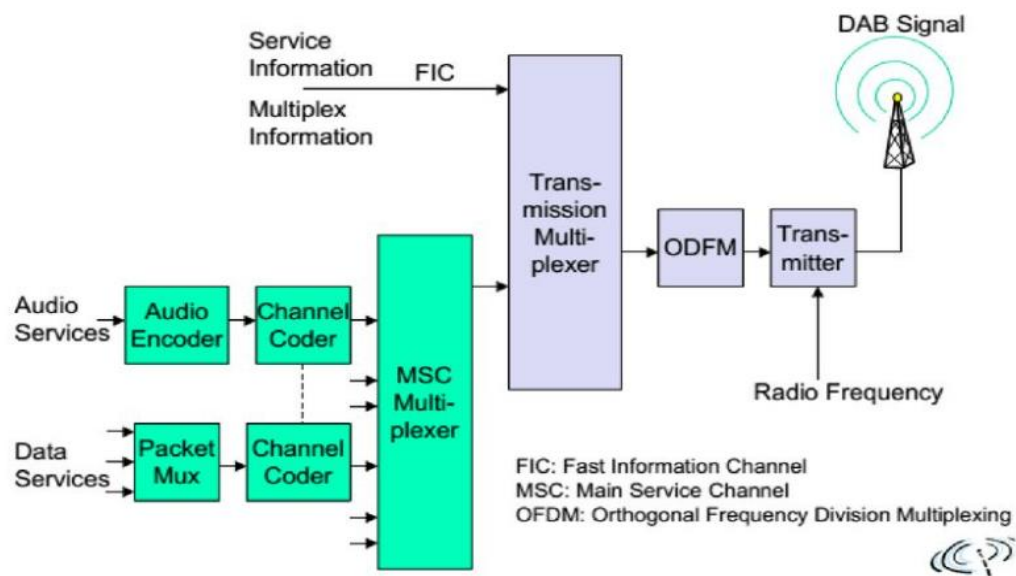 DAB Signal
Service
Information
FIC
Multiplex
Information
Trans-
mission
Multi-
plexer
ODFM
Trans-
mitter
Radio Frequency
Audio
Services
Audio
Encoder
Channel
Coder
MSC
Multi-
plexer
Data
Services
Packet
Mux
Channel
Coder
FIC: Fast Information Channel
MSC: Main Service Channel
OFDM: Orthogonal Frequency Division Multiplexing